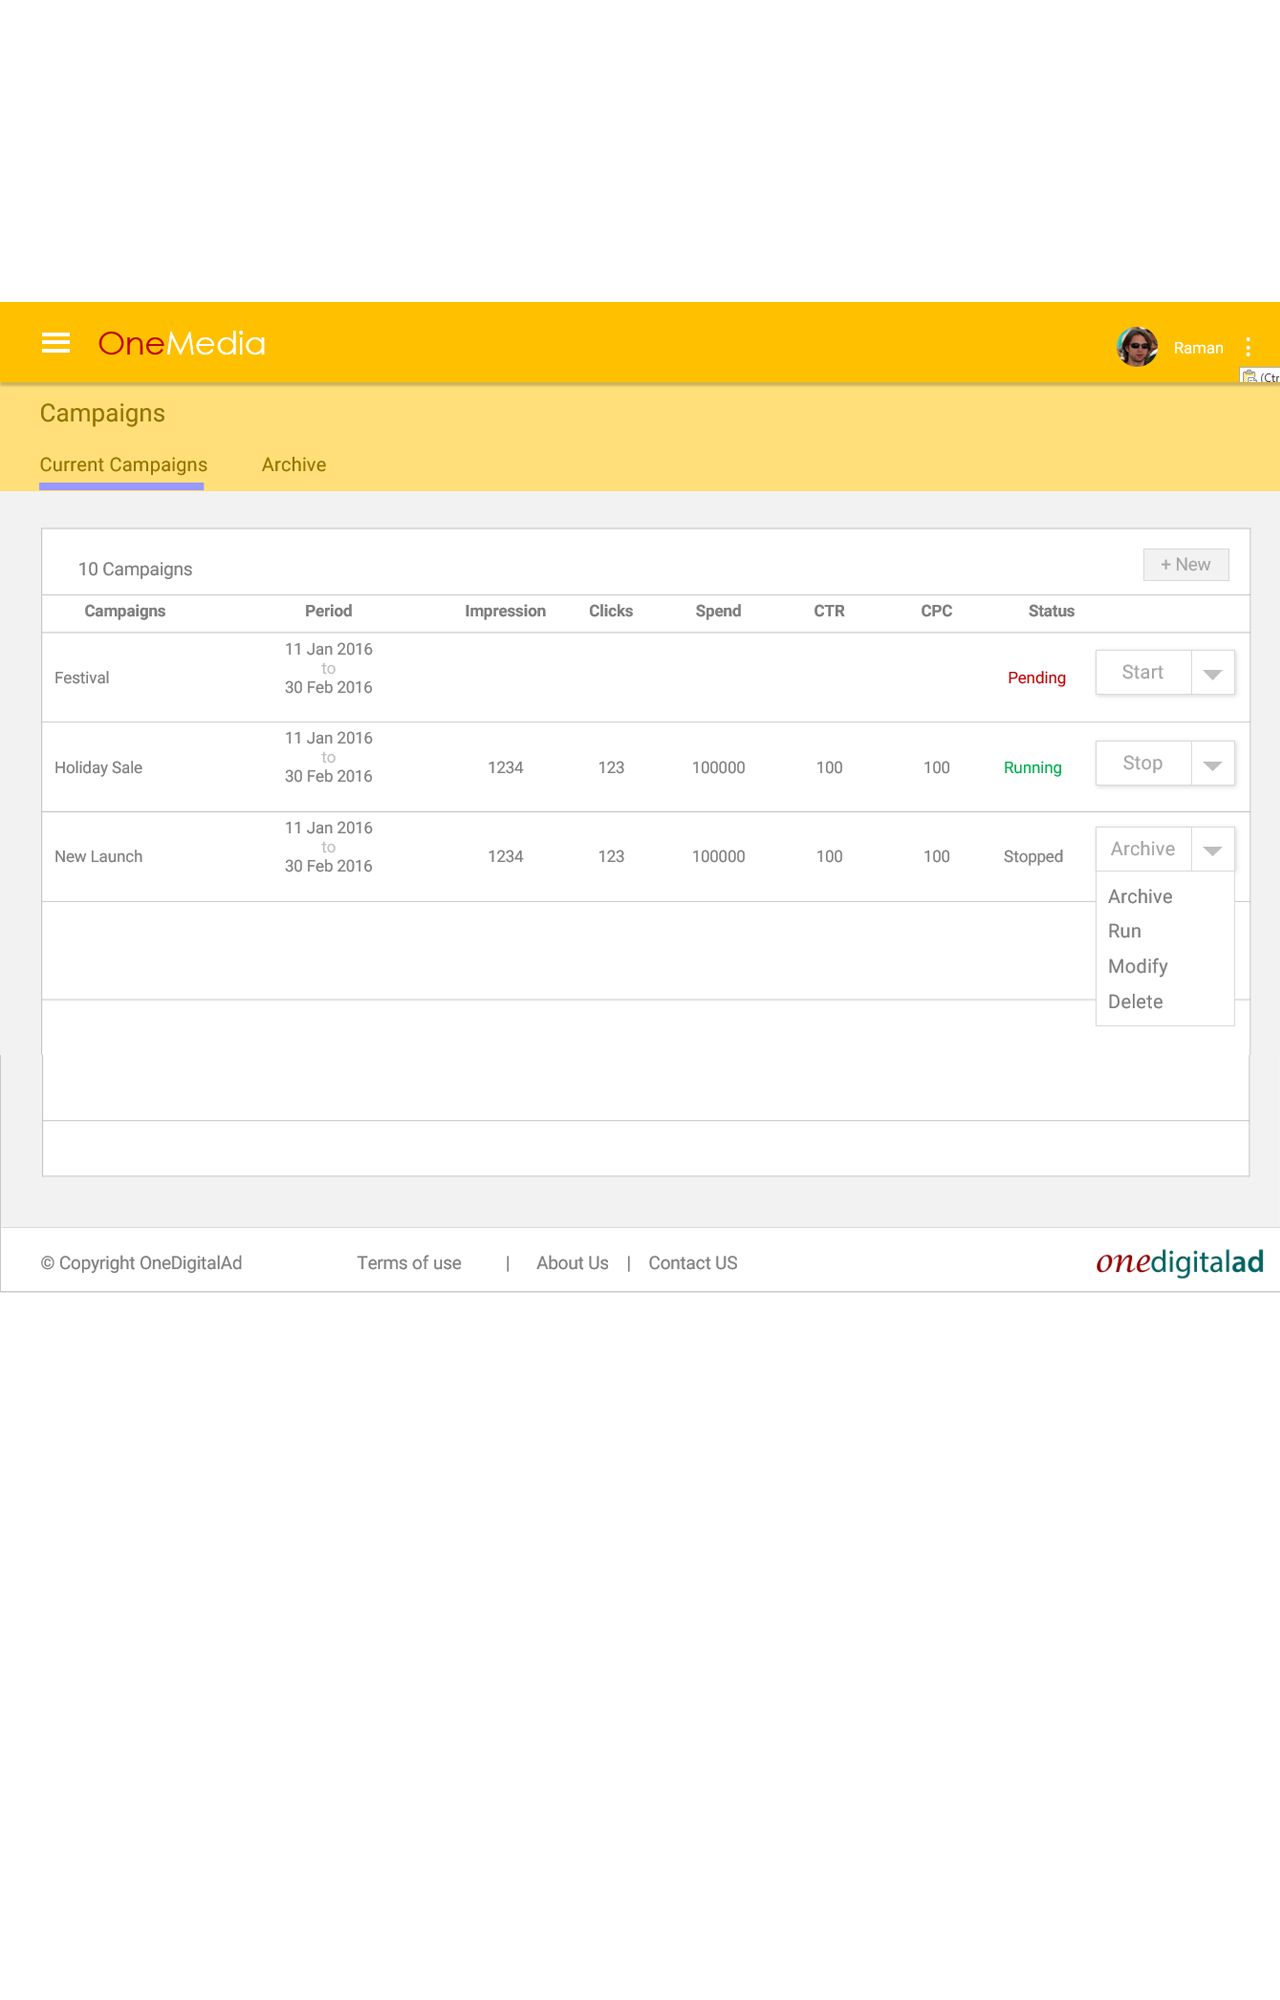 OneMedia
Raman
(Ctr
Campaigns
Current Campaigns Archive
10 Campaigns + New
Campaigns Period Impression Clicks Spend CTR CPC Status
11 Jan 2016
to
30 Feb 2016
Festival Pending Start
11 Jan 2016
to
30 Feb 2016
Holiday Sale 1234 123 100000 100 100 Running Stop
11 Jan 2016
to
30 Feb 2016
New Launch 1234 123 100000 100 100 Stopped Archive
Archive
Run
Modify
Delete
© Copyright OneDigitalAd Terms of use | About Us | Contact US onedigitalad